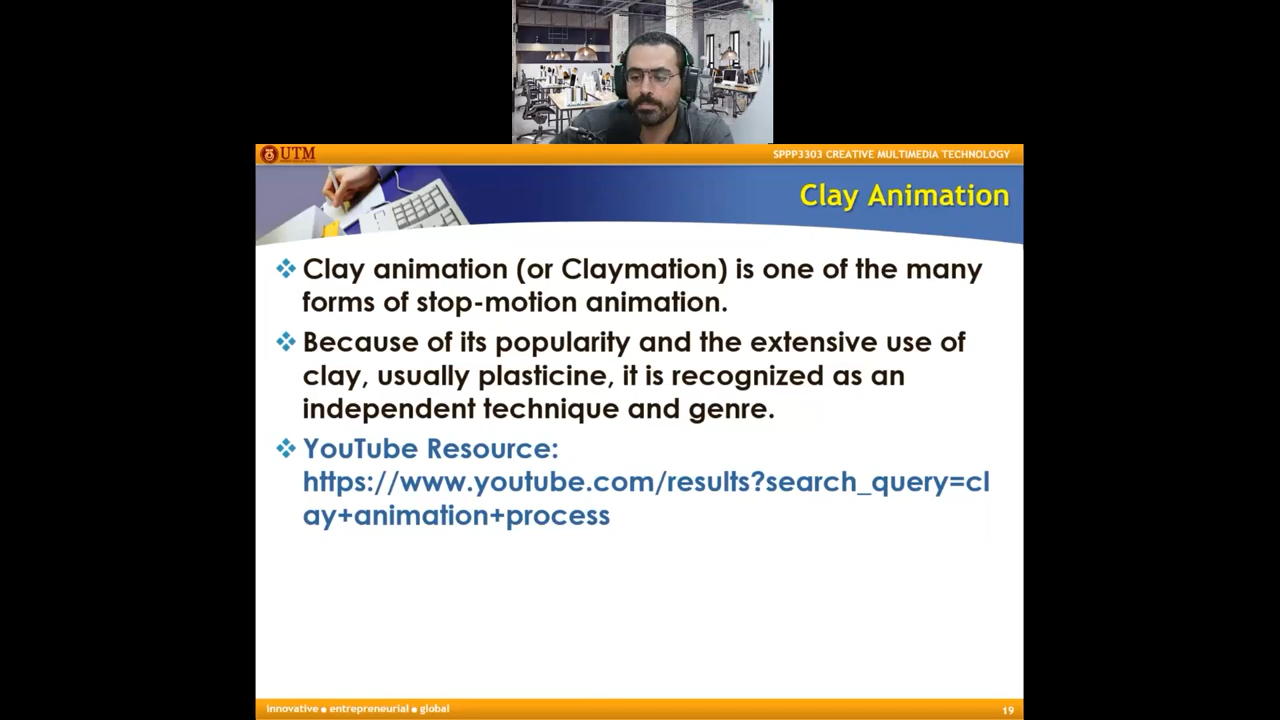 UTM
SPPP3303 CREATIVE MULTIMEDIA TECHNOLOGY
Clay Animation
Clay animation (or Claymation) is one of the many
forms of stop-motion animation.
Because of its popularity and the extensive use of
clay, usually plasticine, it is recognized as an
independent technique and genre.
YouTube Resource:
https://www.youtube.com/results?search_query=cl
ay+animation+process
innovative ● entrepreneurial ● global
19